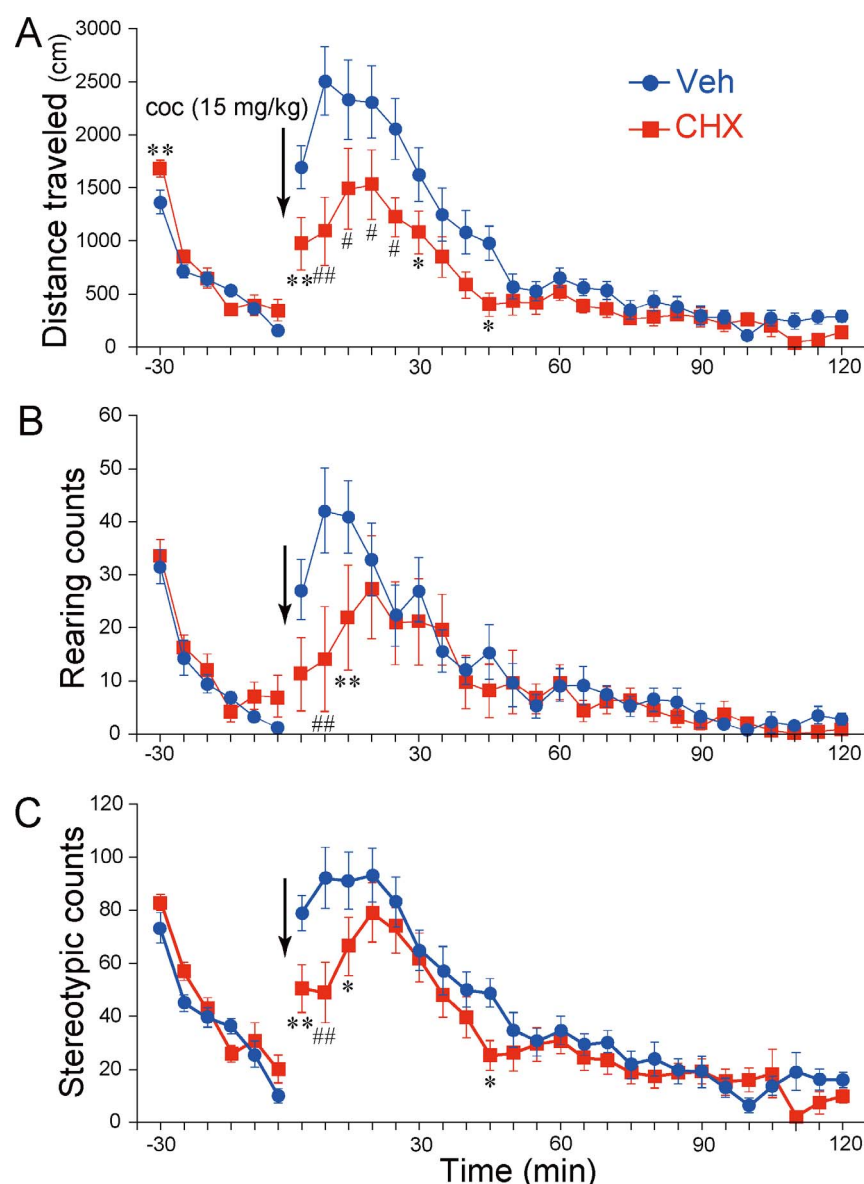 A
Distance traveled (cm)
3000
2500
2000
1500
1000
500
0
coc (15 mg/kg)
Veh
CHX
**
** ## # # # *
*
-30 30 60 90 120
B
Rearing counts
60
50
40
30
20
10
0
**
##
-30 30 60 90 120
C
Stereotypic counts
120
100
80
60
40
20
0
*
**
##
*
-30 30 60 90 120
Time (min)